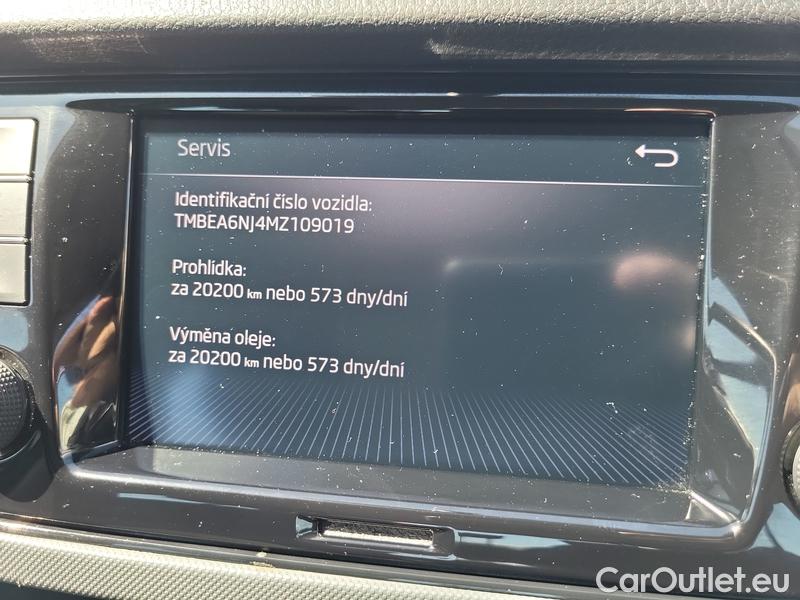 Servis
Identifikační číslo vozidla:
TMBEA6NJ4MZ109019
Prohlídka:
za 20200 km nebo 573 dny/dní
Výměna oleje:
za 20200 km nebo 573 dny/dní
CarOutlet.eu